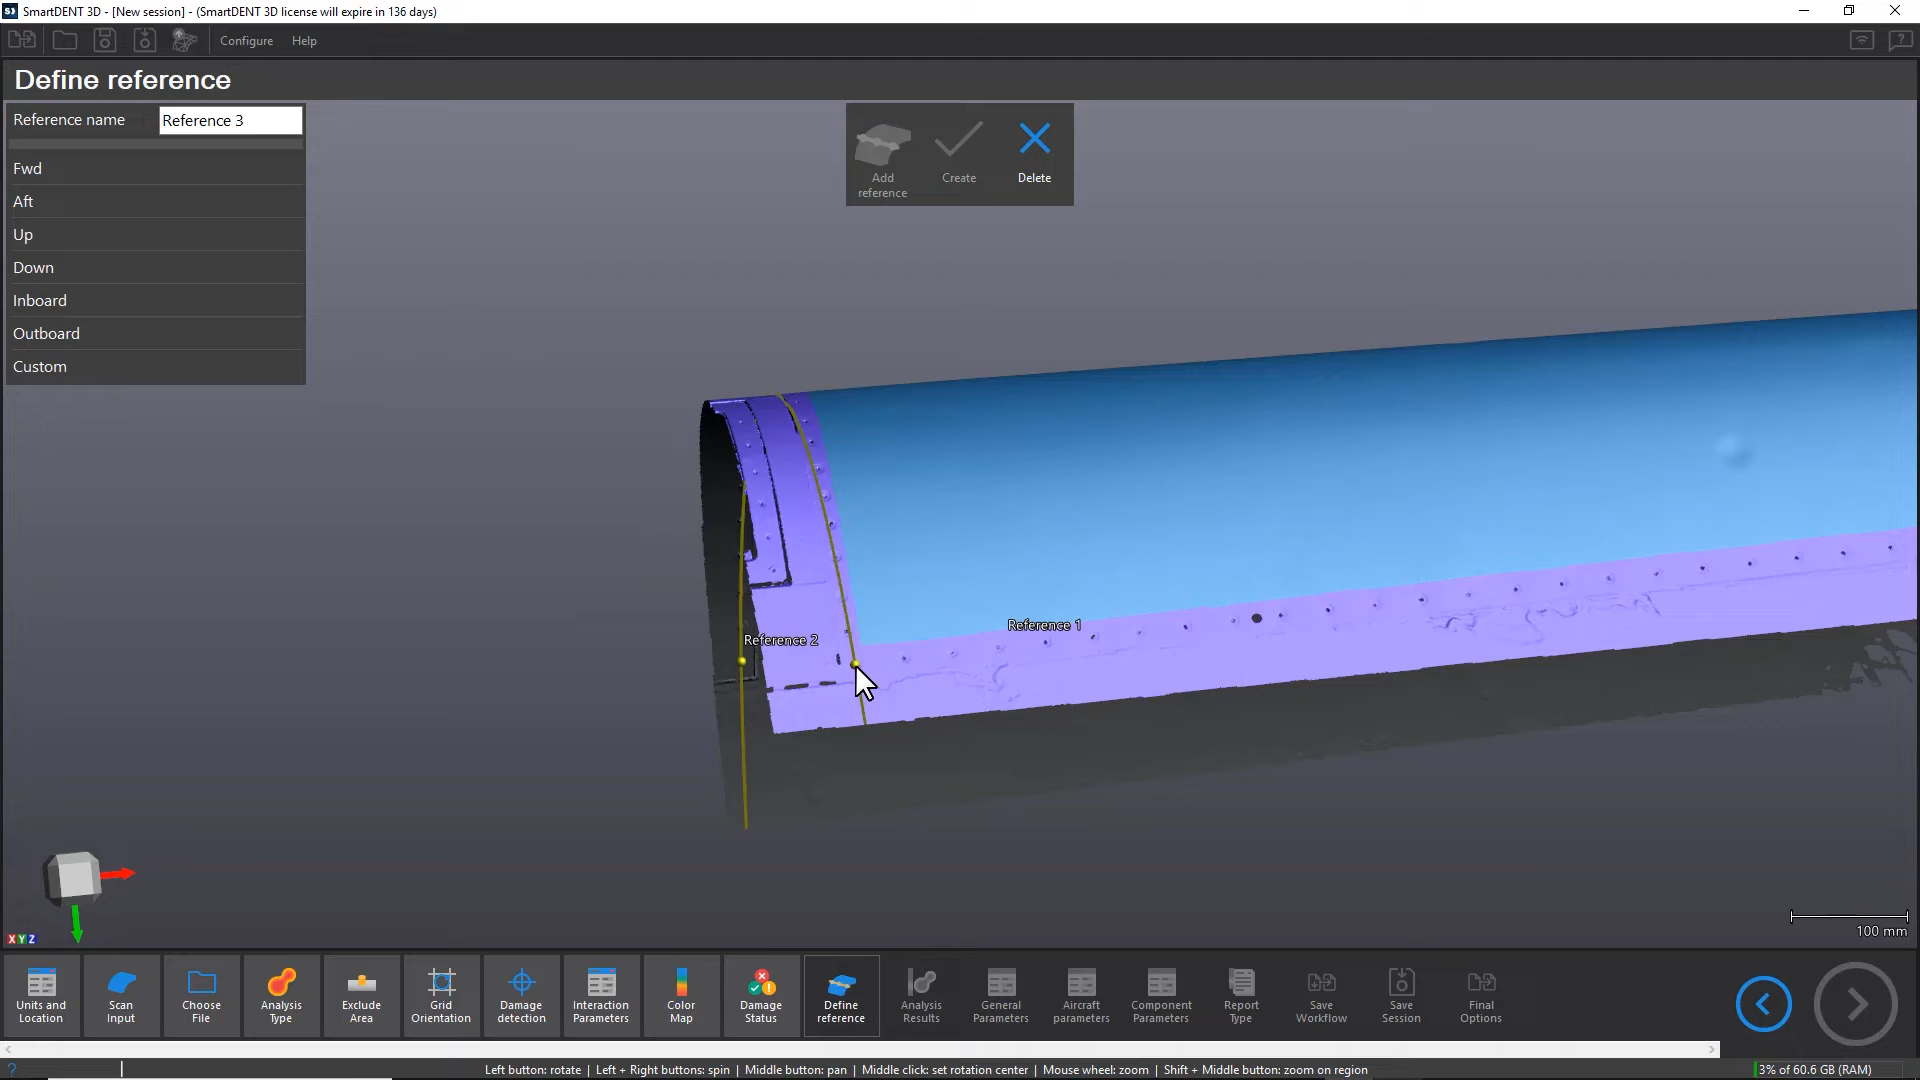 SmartDENT 3D - [New session] - (SmartDENT 3D license will expire in 136 days)
Configure Help
Define reference
Reference name Reference 3
Fwd
Aft
Up
Down
Inboard
Outboard
Custom
Add
reference
Create
Delete
Reference 1
Reference 2
100 mm
X Y Z
Units and
Location
Scan
Input
Choose
File
Analysis
Type
Exclude
Area
Grid
Orientation
Damage
detection
Interaction
Parameters
Color
Map
Damage
Status
Define
reference
Analysis
Results
General
Parameters
Aircraft
parameters
Component
Parameters
Report
Type
Save
Workflow
Save
Session
Final
Options
Left button: rotate | Left + Right buttons: spin | Middle button: pan | Middle click: set rotation center | Mouse wheel: zoom | Shift + Middle button: zoom on region
3% of 60.6 GB (RAM)